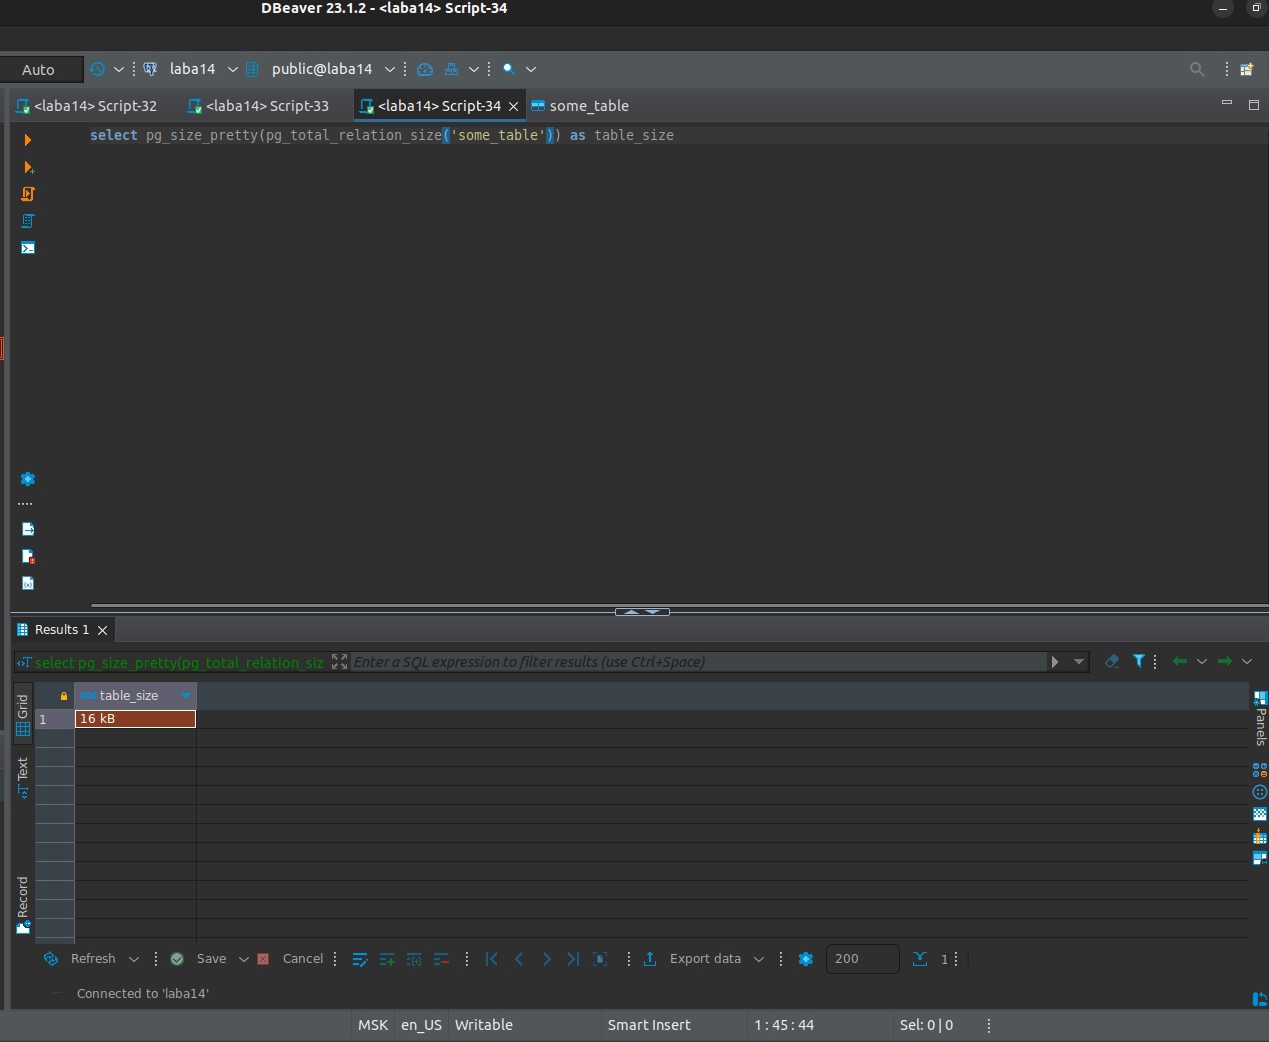 DBeaver 23.1.2 - <laba14> Script-34
Auto laba14 public@laba14
<laba14> Script-32 <laba14> Script-33 <laba14> Script-34 some_table
select pg_size_pretty(pg_total_relation_size('some_table')) as table_size
Results 1
select pg_size_pretty(pg_total_relation_siz Enter a SQL expression to filter results (use Ctrl+Space)
Grid
Text
Record
ABC table_size
1 16 kB
Panels
Refresh Save Cancel Export data 200 1
Connected to 'laba14'
MSK en_US Writable Smart Insert 1 : 45 : 44 Sel: 0 | 0